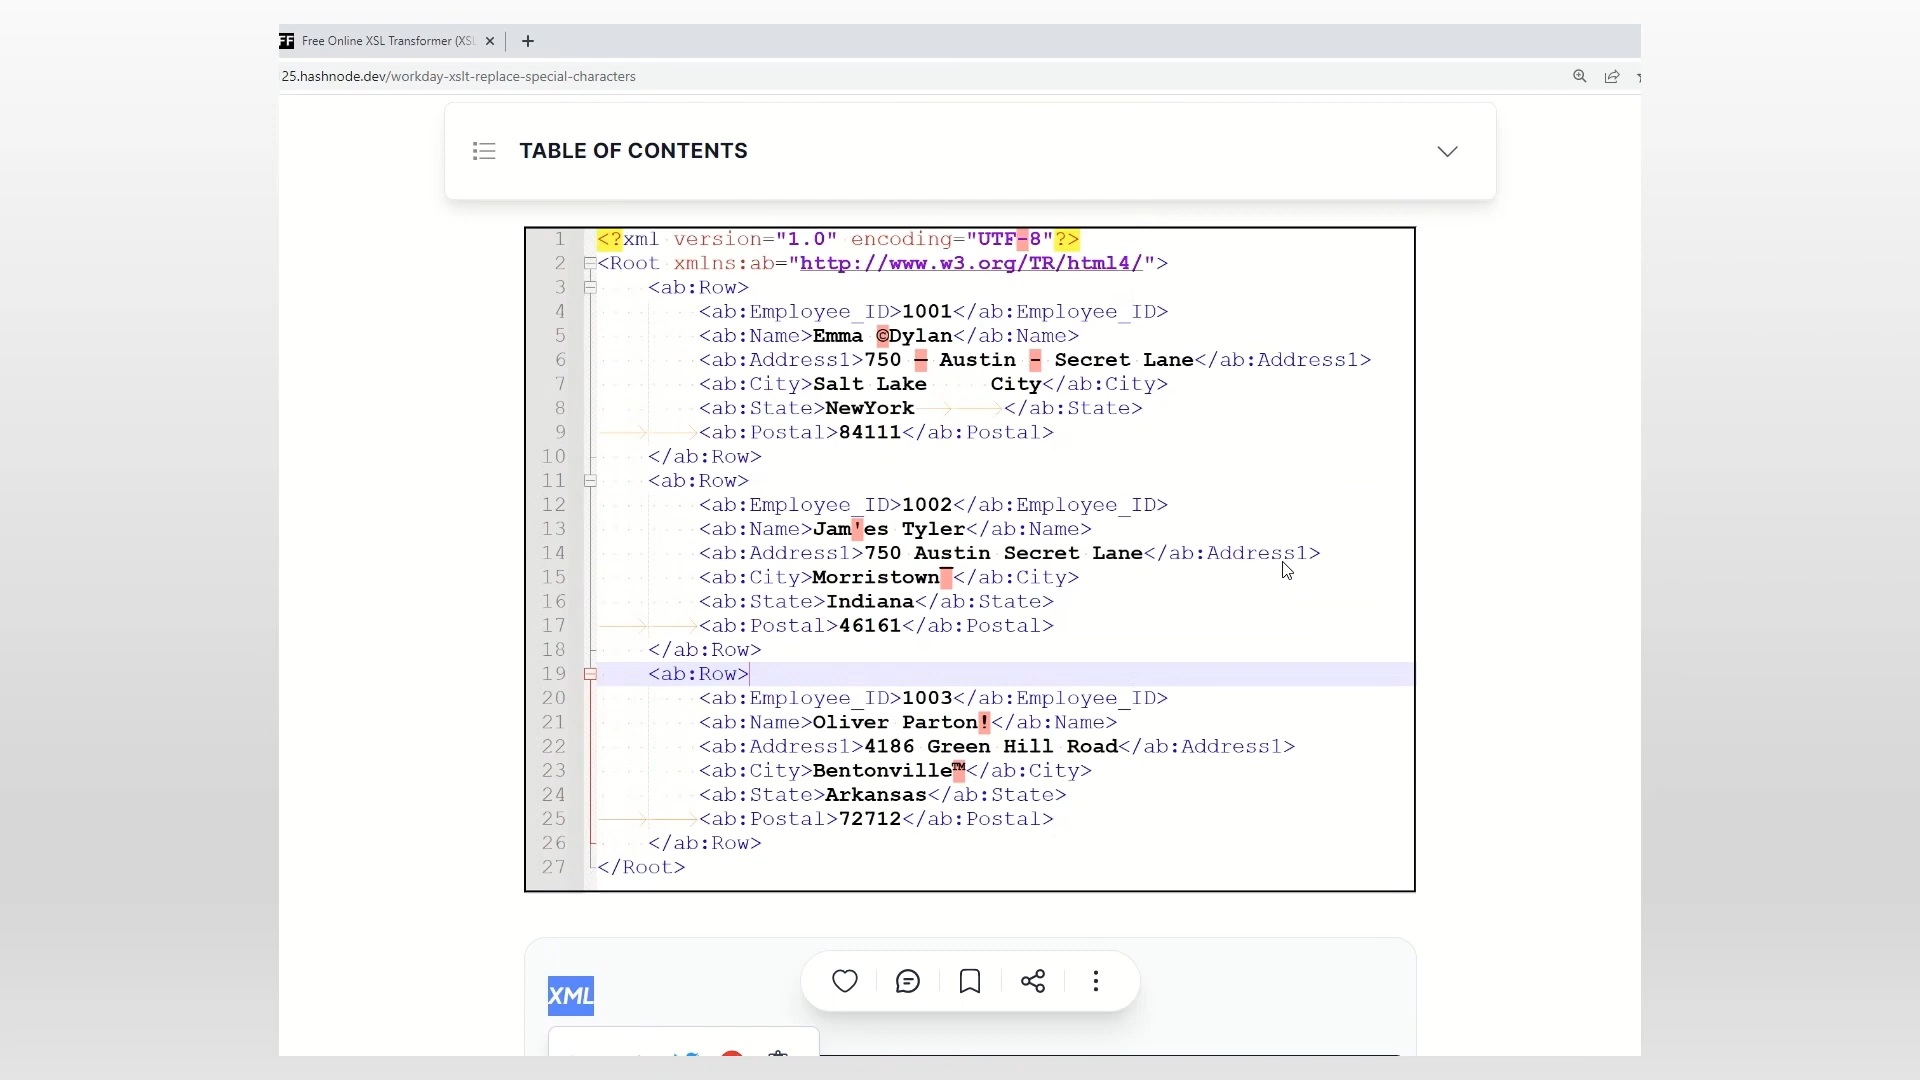 FF Free Online XSL Transformer (XSL
25.hashnode.dev/workday-xslt-replace-special-characters
TABLE OF CONTENTS
1 <?xml version="1.0" encoding="UTF-8"?>
2 <Root xmlns:ab="http://www.w3.org/TR/html4/">
3 <ab:Row>
4 <ab:Employee_ID>1001</ab:Employee_ID>
5 <ab:Name>Emma ©Dylan</ab:Name>
6 <ab:Address1>750 – Austin - Secret Lane</ab:Address1>
7 <ab:City>Salt Lake     City</ab:City>
8 <ab:State>NewYork</ab:State>
9 <ab:Postal>84111</ab:Postal>
10 </ab:Row>
11 <ab:Row>
12 <ab:Employee_ID>1002</ab:Employee_ID>
13 <ab:Name>Jam'es Tyler</ab:Name>
14 <ab:Address1>750 Austin Secret Lane</ab:Address1>
15 <ab:City>Morristown¯</ab:City>
16 <ab:State>Indiana</ab:State>
17 <ab:Postal>46161</ab:Postal>
18 </ab:Row>
19 <ab:Row>
20 <ab:Employee_ID>1003</ab:Employee_ID>
21 <ab:Name>Oliver Parton!</ab:Name>
22 <ab:Address1>4186 Green Hill Road</ab:Address1>
23 <ab:City>Bentonville™</ab:City>
24 <ab:State>Arkansas</ab:State>
25 <ab:Postal>72712</ab:Postal>
26 </ab:Row>
27 </Root>
XML